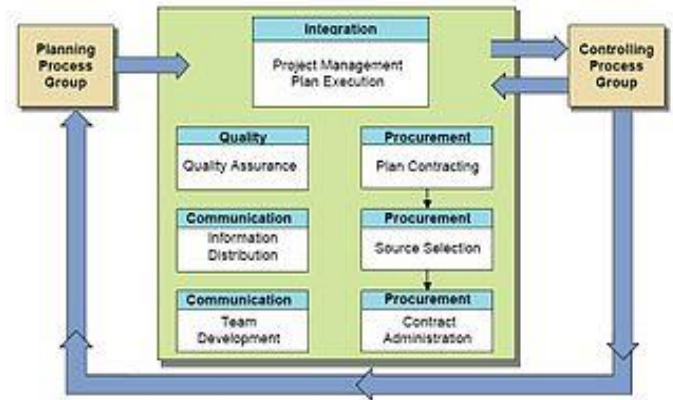 Planning
Process
Group
Integration
Project Management
Plan Execution
Controlling
Process
Group
Quality
Quality Assurance
Procurement
Plan Contracting
Communication
Information
Distribution
Procurement
Source Selection
Communication
Team
Development
Procurement
Contract
Administration